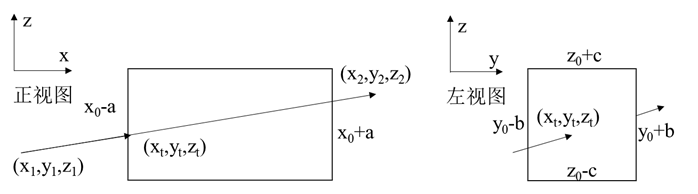 z
x
正视图
x₀-a
(x₂,y₂,z₂)
(xₜ,yₜ,zₜ)
x₀+a
(x₁,y₁,z₁)
z
y
左视图
z₀+c
y₀-b
(xₜ,yₜ,zₜ)
y₀+b
z₀-c